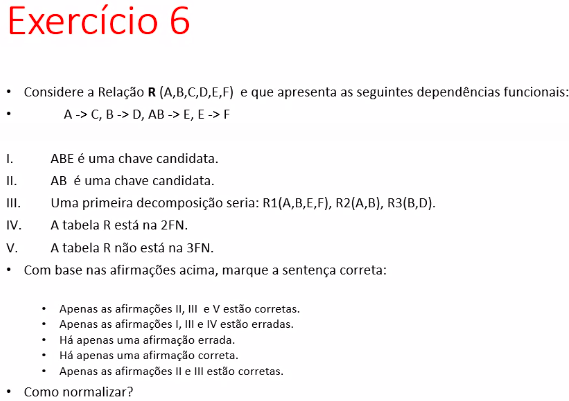 Exercício 6
• Considere a Relação R (A,B,C,D,E,F) e que apresenta as seguintes dependências funcionais:
• A -> C, B -> D, AB -> E, E -> F
I. ABE é uma chave candidata.
II. AB é uma chave candidata.
III. Uma primeira decomposição seria: R1(A,B,E,F), R2(A,B), R3(B,D).
IV. A tabela R está na 2FN.
V. A tabela R não está na 3FN.
• Com base nas afirmações acima, marque a sentença correta:
• Apenas as afirmações II, III e V estão corretas.
• Apenas as afirmações I, III e IV estão erradas.
• Há apenas uma afirmação errada.
• Há apenas uma afirmação correta.
• Apenas as afirmações II e III estão corretas.
• Como normalizar?